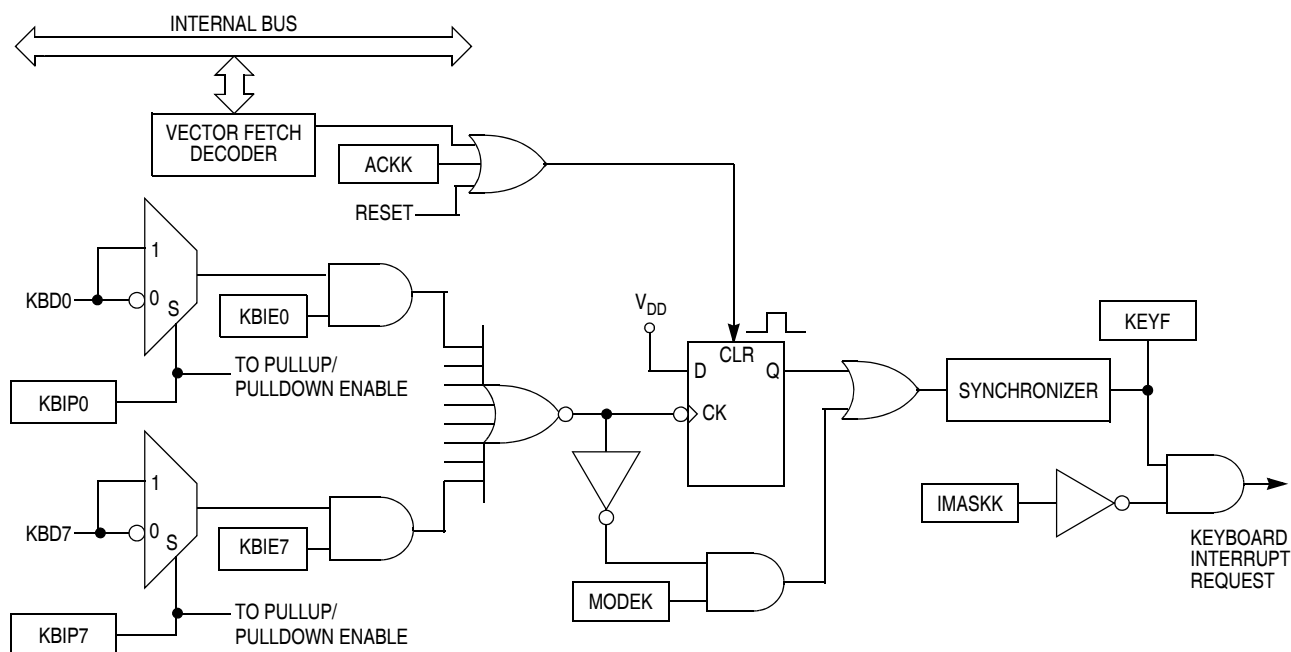 INTERNAL BUS
VECTOR FETCH
DECODER
ACKK
RESET
1
KBD0
0
S
KBIE0
TO PULLUP/
PULLDOWN ENABLE
KBIP0
1
KBD7
0
S
KBIE7
TO PULLUP/
PULLDOWN ENABLE
KBIP7
VDD
CLR
D
Q
CK
MODEK
SYNCHRONIZER
KEYF
IMASKK
KEYBOARD
INTERRUPT
REQUEST